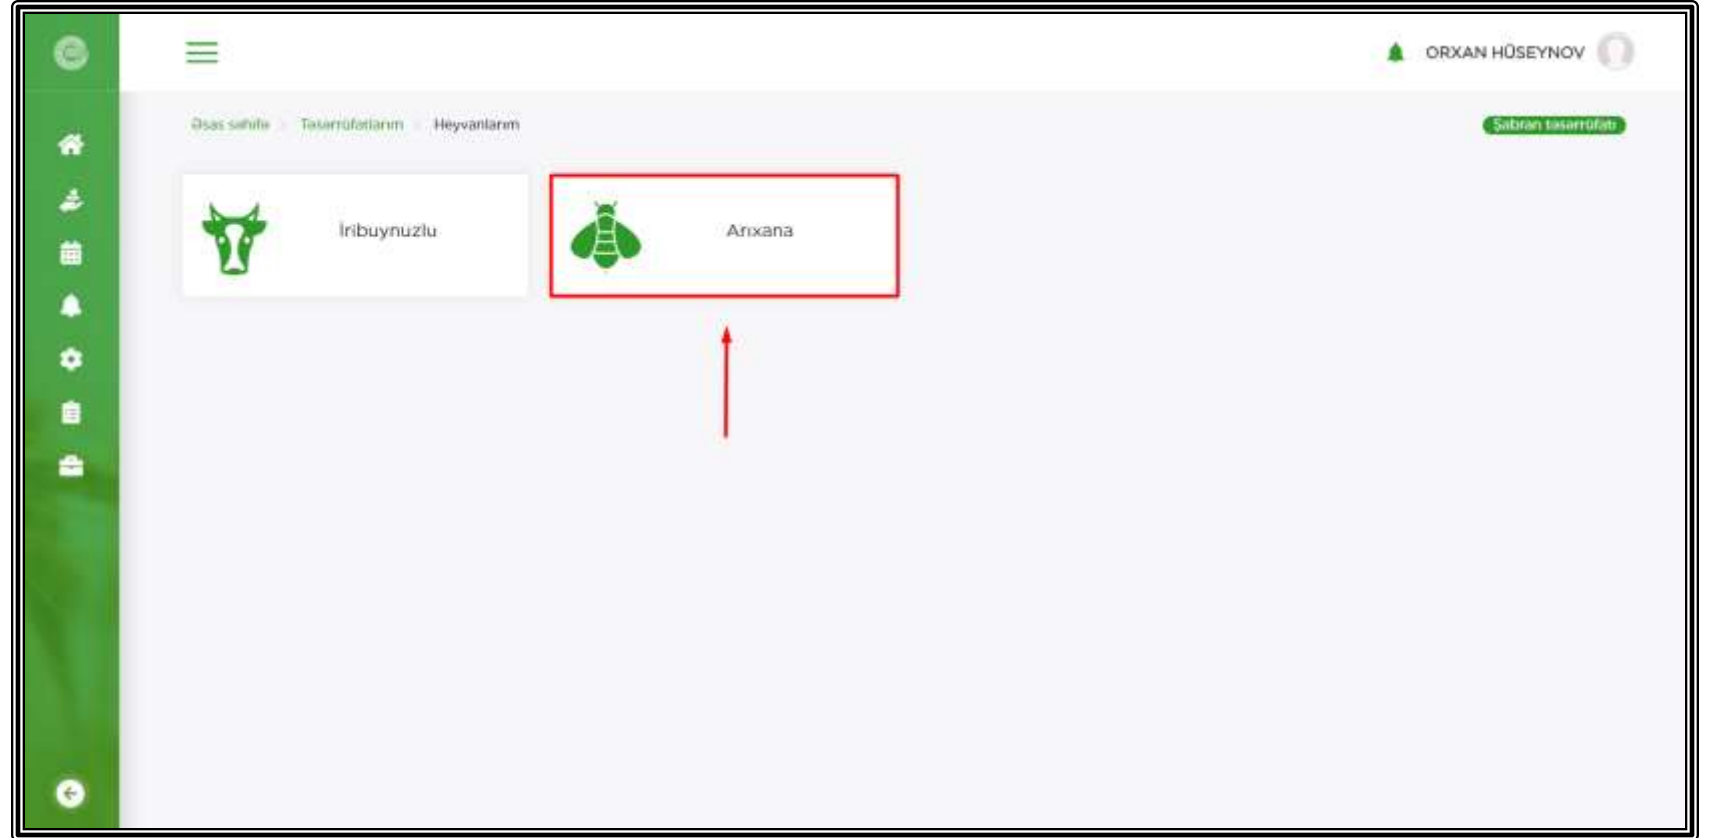 ORXAN HÜSEYNOV
Əsas səhifə Təsərrüfatlarım Heyvanlarım
Şabran təsərrüfatı
İribuynuzlu
Arıxana